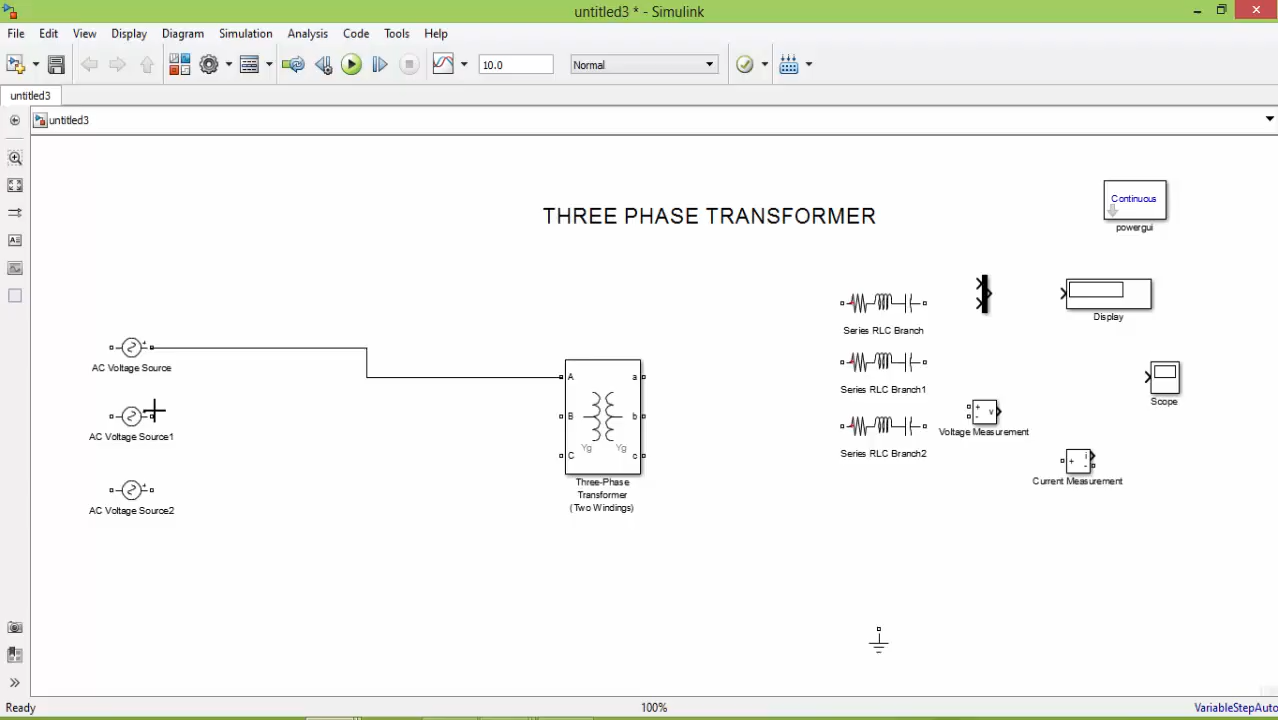 untitled3 * - Simulink
File Edit View Display Diagram Simulation Analysis Code Tools Help
10.0 Normal
untitled3
untitled3
THREE PHASE TRANSFORMER
Continuous
powergui
Display
Series RLC Branch
AC Voltage Source
Series RLC Branch1
Scope
A a
B b
C c
Yg Yg
Three-Phase
Transformer
(Two Windings)
AC Voltage Source1
+ - v
Voltage Measurement
Series RLC Branch2
+ i -
Current Measurement
AC Voltage Source2
Ready 100% VariableStepAuto